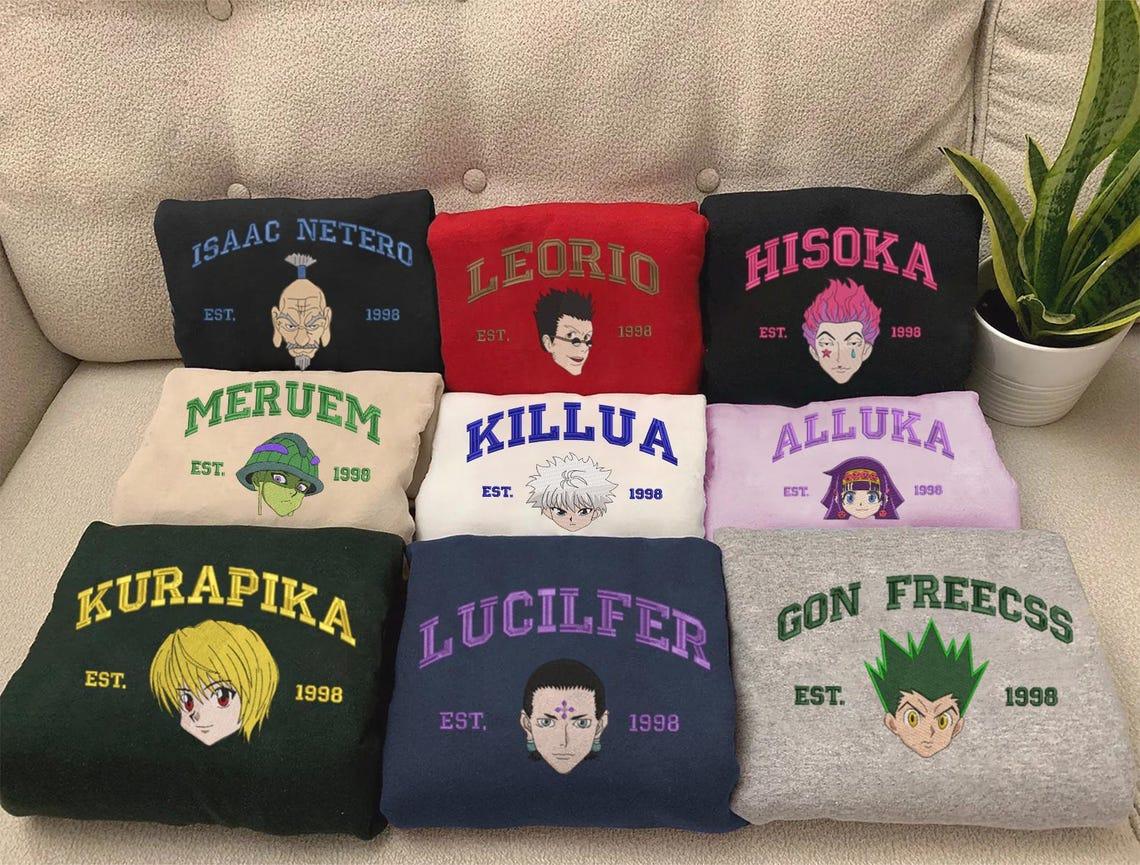 ISAAC NETERO
EST. 1998
LEORIO
EST. 1998
HISOKA
EST. 1998
MERUEM
EST. 1998
KILLUA
EST. 1998
ALLUKA
EST. 1998
KURAPIKA
EST. 1998
LUCILFER
EST. 1998
GON FREECSS
EST. 1998